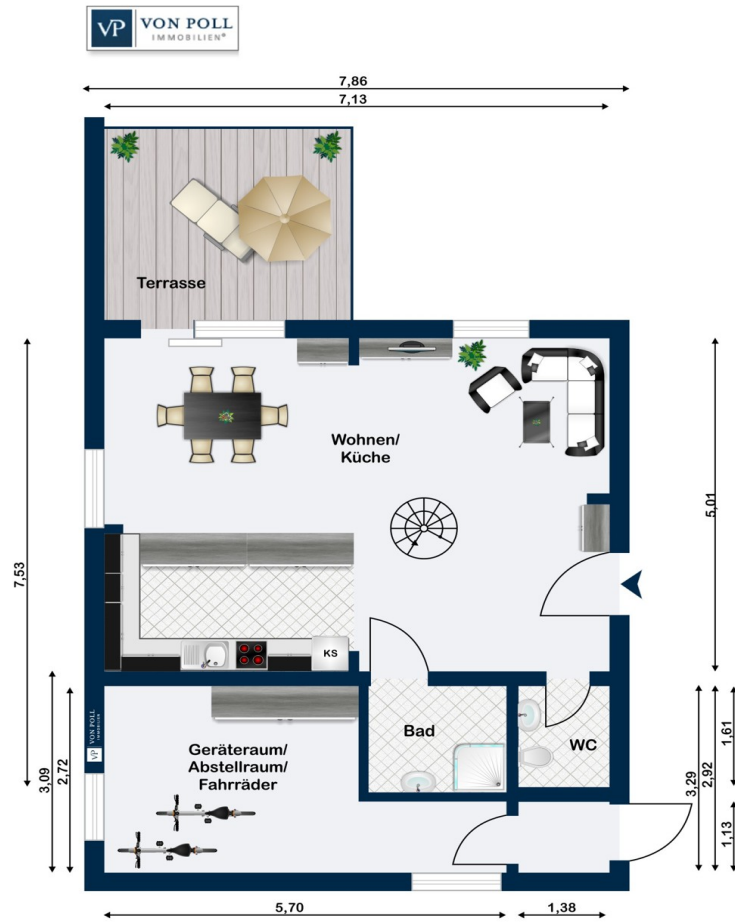 VP VON POLL
IMMOBILIEN®
7,86
7,13
Terrasse
Wohnen/
Küche
5,01
7,53
KS
Bad
WC
Geräteraum/
Abstellraum/
Fahrräder
VP VON POLL
IMMOBILIEN
3,09
2,72
3,29
2,92
1,61
1,13
5,70
1,38